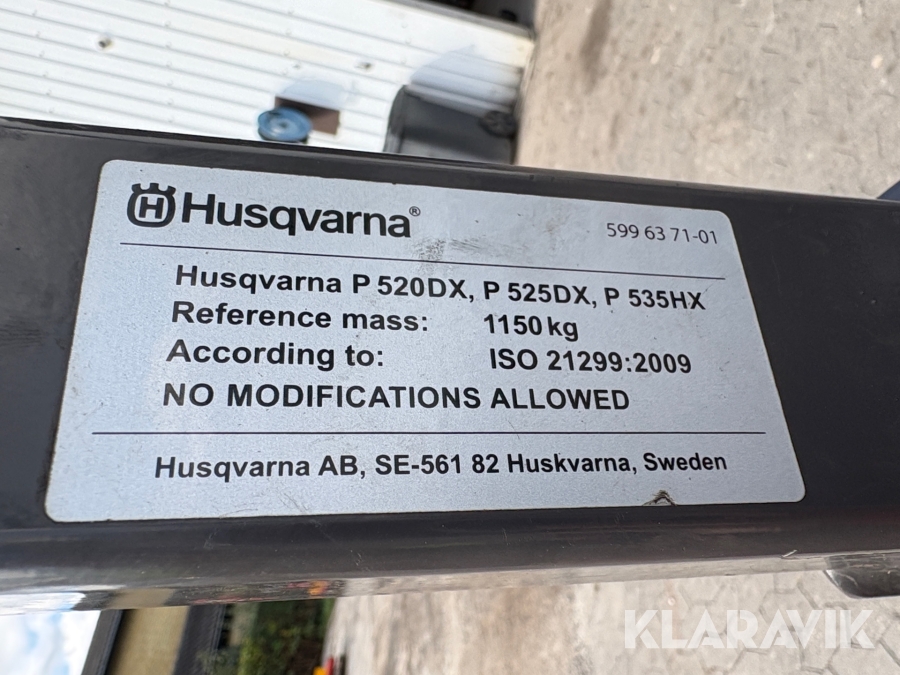 Husqvarna®
599 63 71-01
Husqvarna P 520DX, P 525DX, P 535HX
Reference mass: 1150 kg
According to: ISO 21299:2009
NO MODIFICATIONS ALLOWED
Husqvarna AB, SE-561 82 Huskvarna, Sweden
KLARAVIK